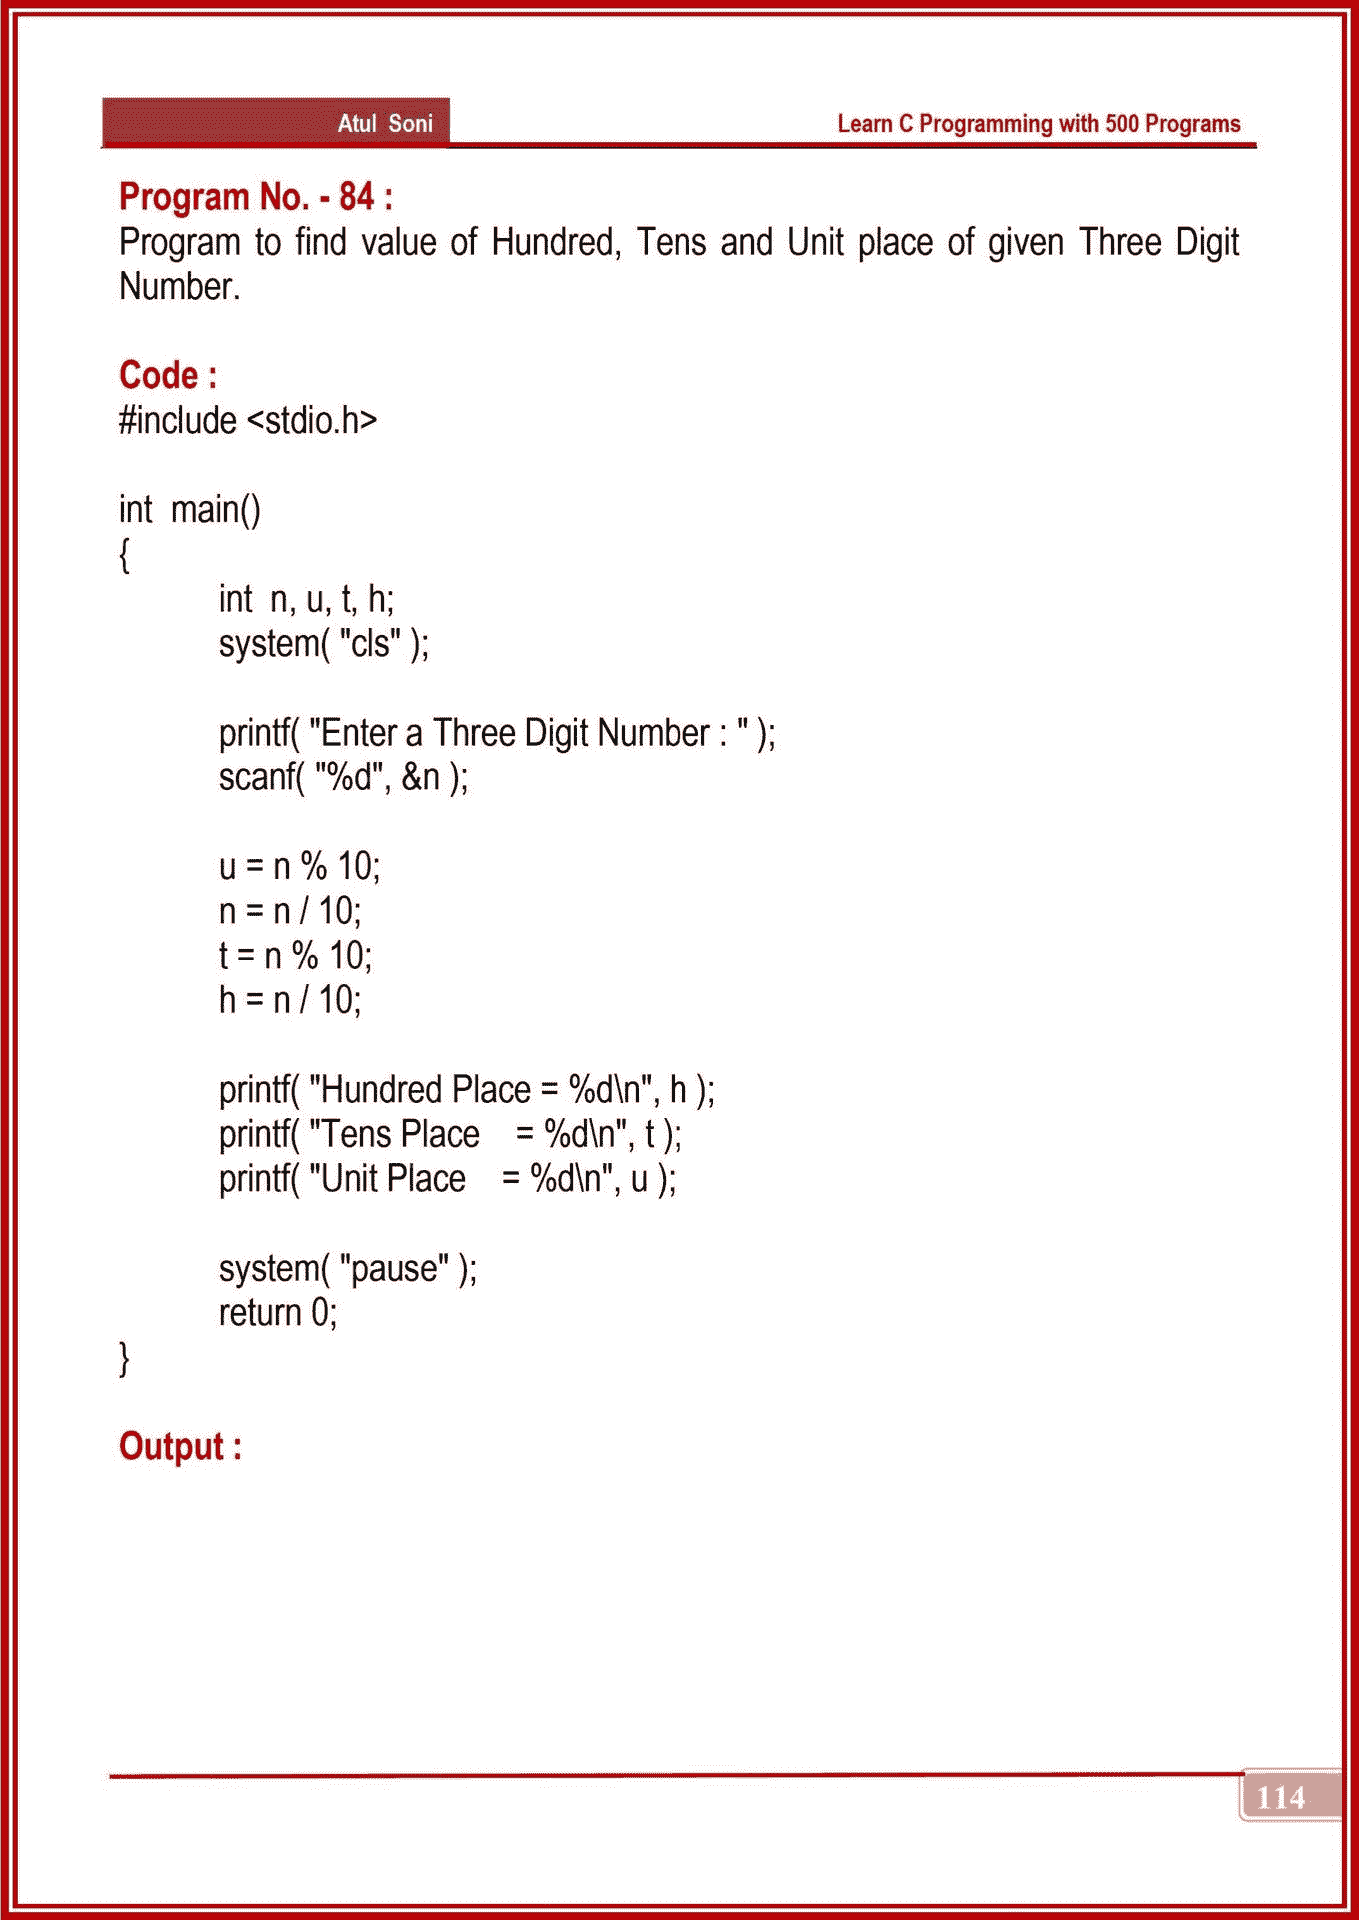 Atul  Soni
Learn C Programming with 500 Programs
Program No. - 84 :
Program to find value of Hundred, Tens and Unit place of given Three Digit
Number.
Code :
#include <stdio.h>
int  main()
{
int  n, u, t, h;
system( "cls" );
printf( "Enter a Three Digit Number : " );
scanf( "%d", &n );
u = n % 10;
n = n / 10;
t = n % 10;
h = n / 10;
printf( "Hundred Place = %d\n", h );
printf( "Tens Place    = %d\n", t );
printf( "Unit Place    = %d\n", u );
system( "pause" );
return 0;
}
Output :
114